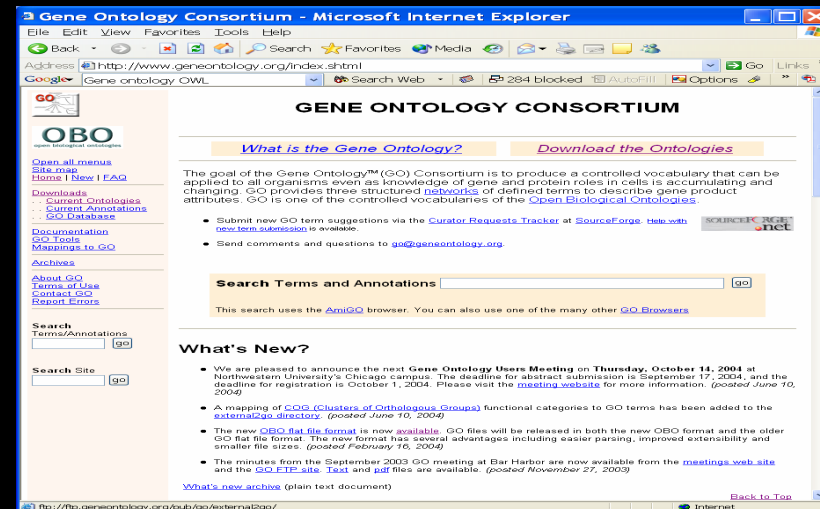 Gene Ontology Consortium - Microsoft Internet Explorer
File Edit View Favorites Tools Help
Back Search Favorites Media
Address http://www.geneontology.org/index.shtml Go Links
Google Gene ontology OWL Search Web 284 blocked AutoFill Options
GO
OBO
open biological ontologies
Open all menus
Site map
Home | New | FAQ
Downloads
. . Current Ontologies
. . Current Annotations
. . GO Database
Documentation
GO Tools
Mappings to GO
Archives
About GO
Terms of Use
Contact GO
Report Errors
Search
Terms/Annotations
go
Search Site
go
GENE ONTOLOGY CONSORTIUM
What is the Gene Ontology? Download the Ontologies
The goal of the Gene Ontology™ (GO) Consortium is to produce a controlled vocabulary that can be
applied to all organisms even as knowledge of gene and protein roles in cells is accumulating and
changing. GO provides three structured networks of defined terms to describe gene product
attributes. GO is one of the controlled vocabularies of the Open Biological Ontologies.
• Submit new GO term suggestions via the Curator Requests Tracker at SourceForge. Help with
new term submission is available.
SOURCEFORGE
.net
• Send comments and questions to go@geneontology.org.
Search Terms and Annotations go
This search uses the AmiGO browser. You can also use one of the many other GO Browsers
What's New?
• We are pleased to announce the next Gene Ontology Users Meeting on Thursday, October 14, 2004 at
Northwestern University's Chicago campus. The deadline for abstract submission is September 17, 2004, and the
deadline for registration is October 1, 2004. Please visit the meeting website for more information. (posted June 10,
2004)
• A mapping of COG (Clusters of Orthologous Groups) functional categories to GO terms has been added to the
external2go directory. (posted June 10, 2004)
• The new OBO flat file format is now available. GO files will be released in both the new OBO format and the older
GO flat file format. The new format has several advantages including easier parsing, improved extensibility and
smaller file sizes. (posted February 16, 2004)
• The minutes from the September 2003 GO meeting at Bar Harbor are now available from the meetings web site
and the GO FTP site. Text and pdf files are available. (posted November 27, 2003)
What's new archive (plain text document)
Back to Top
ftp://ftp.geneontology.org/pub/go/external2go/ Internet